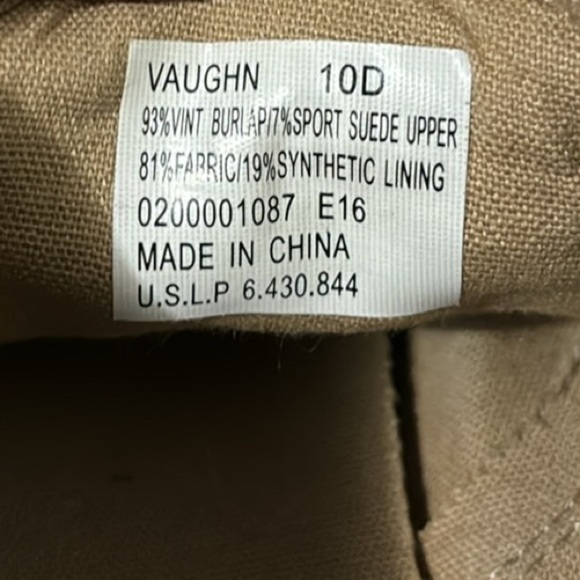 VAUGHN 10D
93%VINT BURLAP/7%SPORT SUEDE UPPER
81%FABRIC/19%SYNTHETIC LINING
0200001087 E16
MADE IN CHINA
U.S.L.P 6.430.844